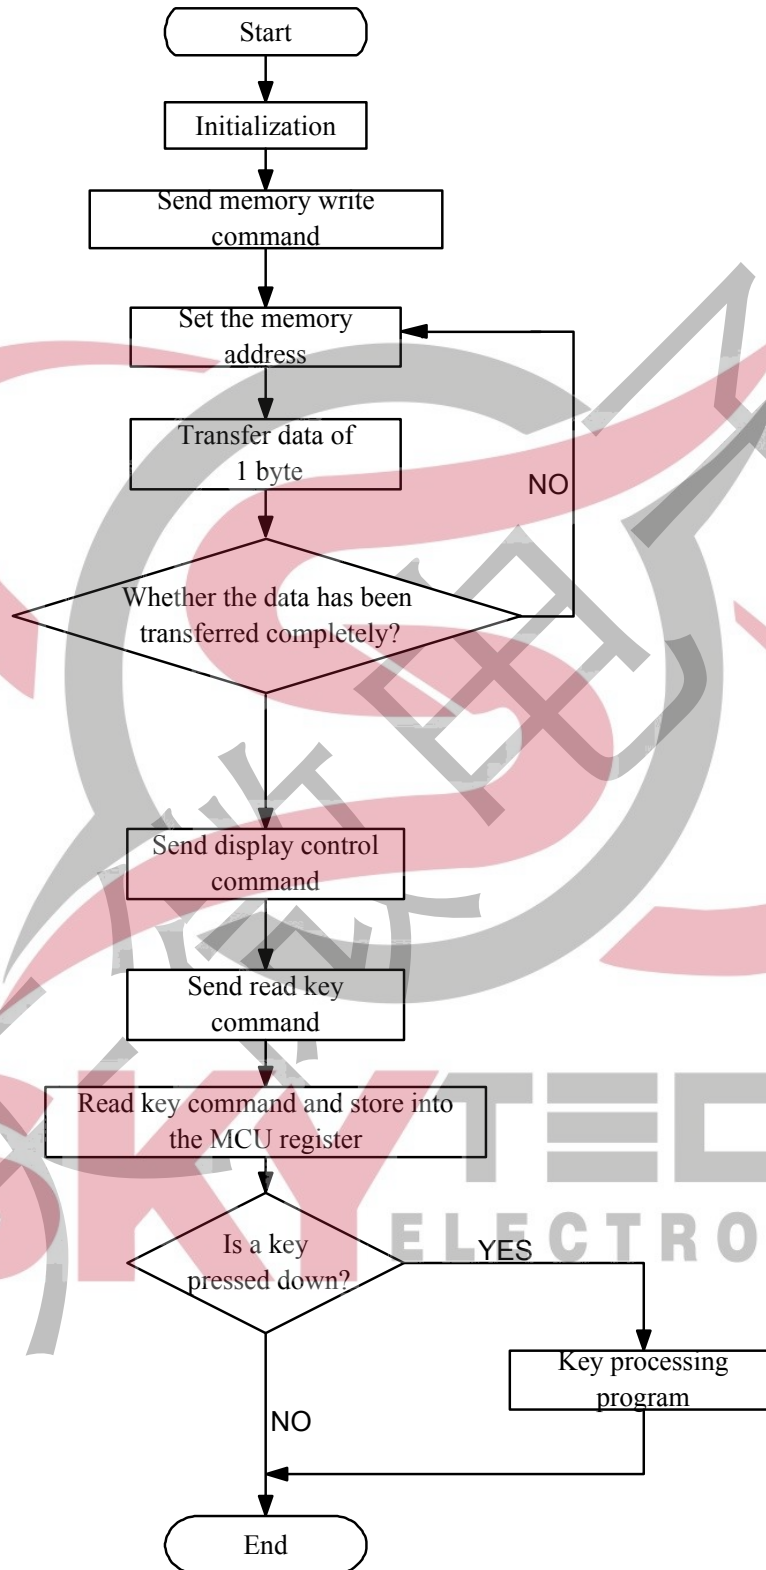 Start
Initialization
Send memory write
command
Set the memory
address
Transfer data of
1 byte
NO
Whether the data has been
transferred completely?
Send display control
command
Send read key
command
Read key command and store into
the MCU register
SKYTEC
ELECTRO
Is a key
pressed down?
YES
Key processing
program
NO
End